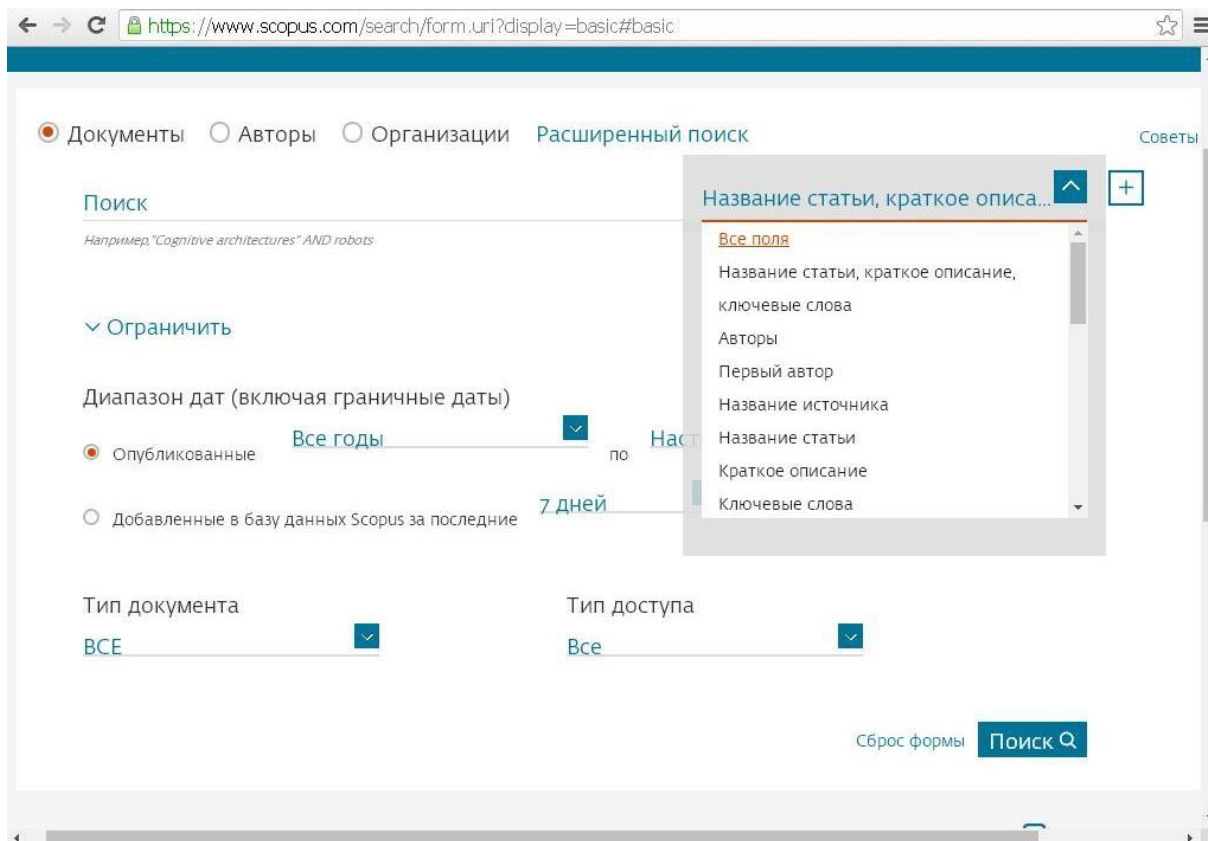 https://www.scopus.com/search/form.uri?display=basic#basic
Документы Авторы Организации Расширенный поиск
Советы
Поиск
Название статьи, краткое описа...
Например,"Cognitive architectures" AND robots
Все поля
Название статьи, краткое описание,
ключевые слова
Авторы
Первый автор
Название источника
Название статьи
Краткое описание
Ключевые слова
Ограничить
Диапазон дат (включая граничные даты)
Опубликованные Все годы по Наст
Добавленные в базу данных Scopus за последние 7 дней
Тип документа Тип доступа
ВСЕ Все
Сброс формы Поиск